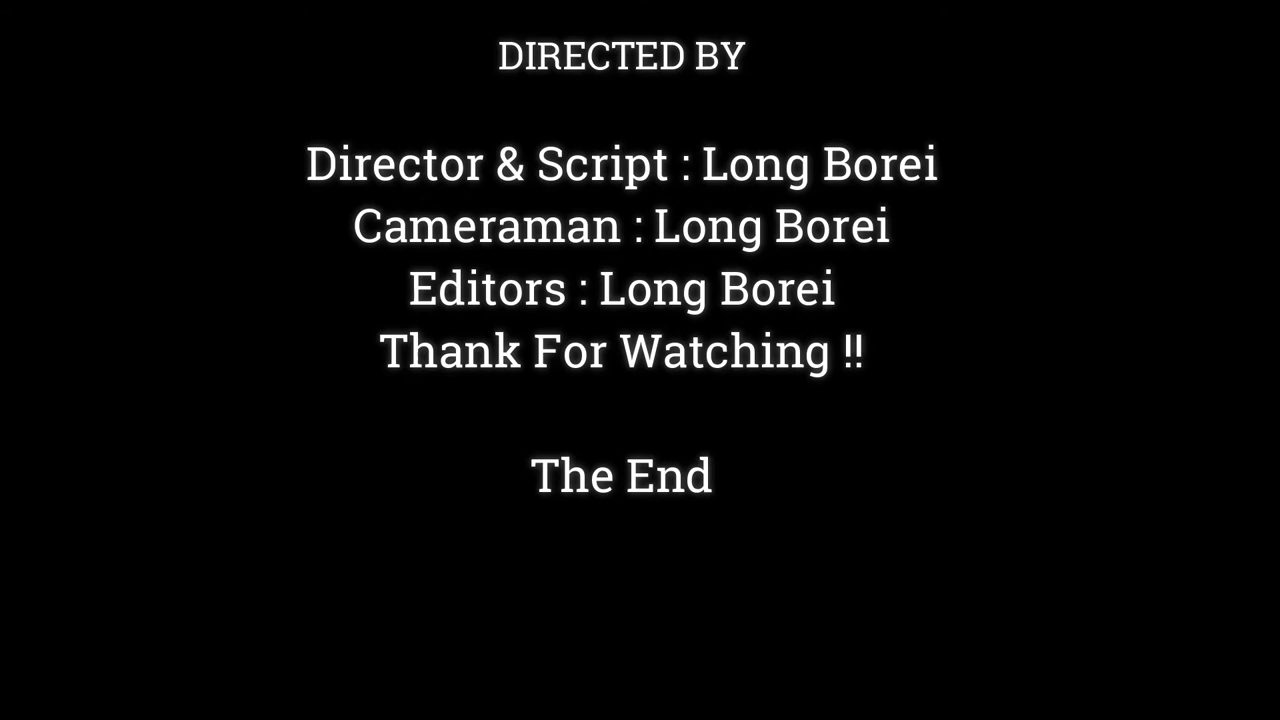 DIRECTED BY
Director & Script : Long Borei
Cameraman : Long Borei
Editors : Long Borei
Thank For Watching !!
The End